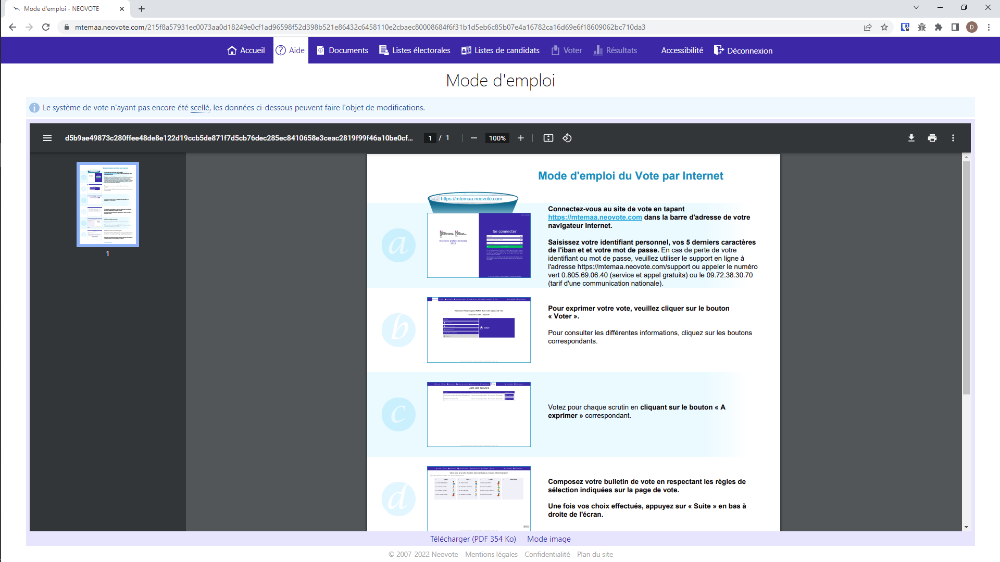 Mode d'emploi - NEOVOTE
mtemaa.neovote.com/215f8a57931ec0073aa0d18249e0cf1ad96598f52d398b521e86432c6458110e2cbaec80008684f6f31b1d5eb6c85b07e4a16782ca16d69e6f18609062bc710da3
D
Accueil
Aide
Documents
Listes électorales
Listes de candidats
Voter
Résultats
Accessibilité
Déconnexion
Mode d'emploi
Le système de vote n'ayant pas encore été scellé, les données ci-dessous peuvent faire l'objet de modifications.
d5b9ae49873c280ffee48de8e122d19ccb5de871f7d5cb76dec285ec8410658e3ceac2819f99f46a10be0cf...
1 / 1
100%
1
Mode d'emploi du Vote par Internet
https://mtemaa.neovote.com
a
Elections professionnelles
2022
Se connecter
Connectez-vous au site de vote en tapant
https://mtemaa.neovote.com dans la barre d'adresse de votre
navigateur Internet.
Saisissez votre identifiant personnel, vos 5 derniers caractères
de l'iban et et votre mot de passe. En cas de perte de votre
identifiant ou mot de passe, veuillez utiliser le support en ligne à
l'adresse https://mtemaa.neovote.com/support ou appeler le numéro
vert 0.805.69.06.40 (service et appel gratuits) ou le 09.72.38.30.70
(tarif d'une communication nationale).
b
Voter
Pour exprimer votre vote, veuillez cliquer sur le bouton
« Voter ».
Pour consulter les différentes informations, cliquez sur les boutons
correspondants.
c
Liste des scrutins
Votez pour chaque scrutin en cliquant sur le bouton « A
exprimer » correspondant.
d
Composez votre bulletin de vote en respectant les règles de
sélection indiquées sur la page de vote.
Une fois vos choix effectués, appuyez sur « Suite » en bas à
droite de l'écran.
Télécharger (PDF 354 Ko)
Mode image
© 2007-2022 Neovote
Mentions légales
Confidentialité
Plan du site